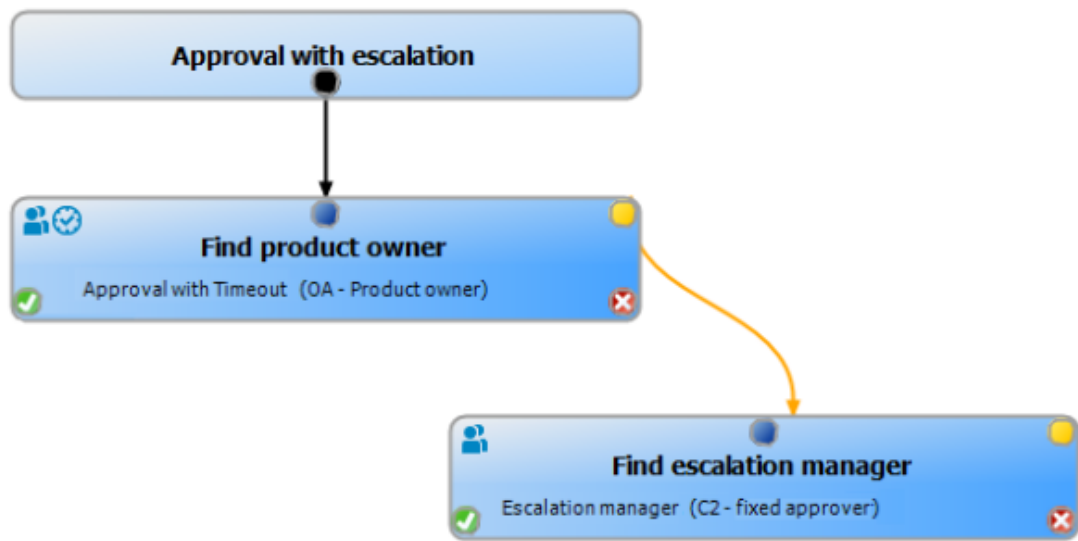 Approval with escalation
Find product owner
Approval with Timeout (OA - Product owner)
Find escalation manager
Escalation manager (C2 - fixed approver)